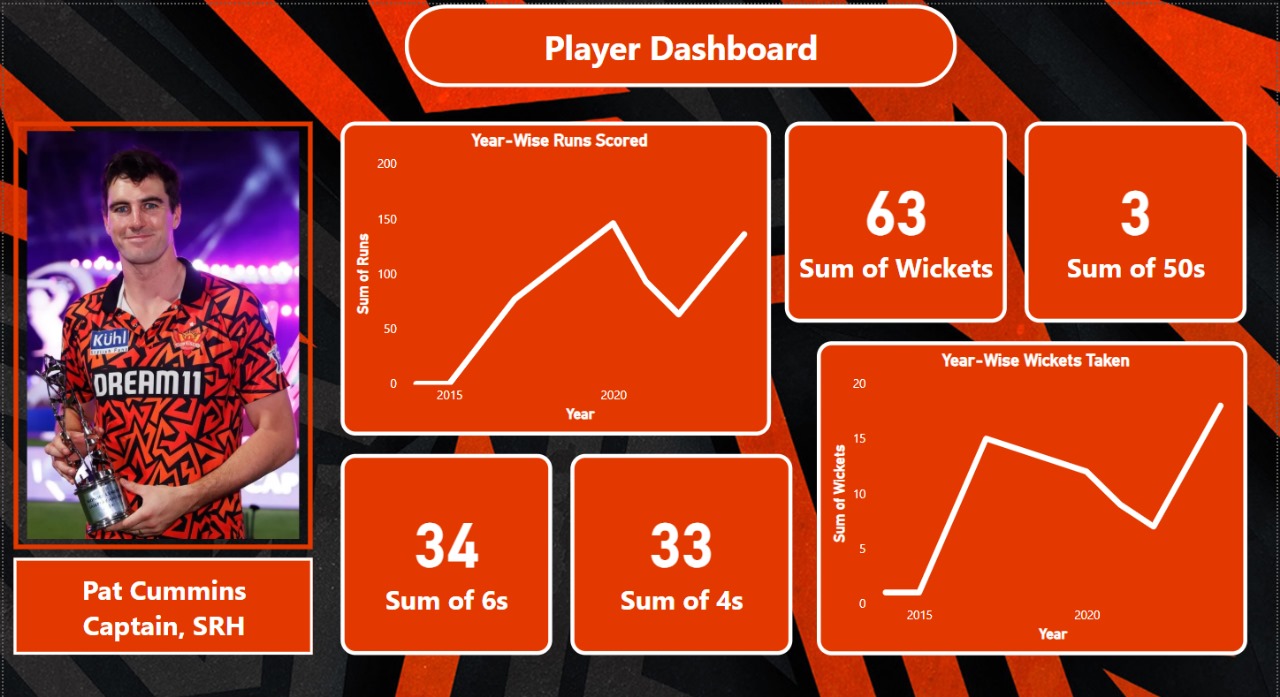 Player Dashboard
Kühl
DREAM11
Pat Cummins
Captain, SRH
Year-Wise Runs Scored
200
150
100
50
0
Sum of Runs
2015
2020
Year
63
Sum of Wickets
3
Sum of 50s
34
Sum of 6s
33
Sum of 4s
Year-Wise Wickets Taken
20
15
10
5
0
Sum of Wickets
2015
2020
Year